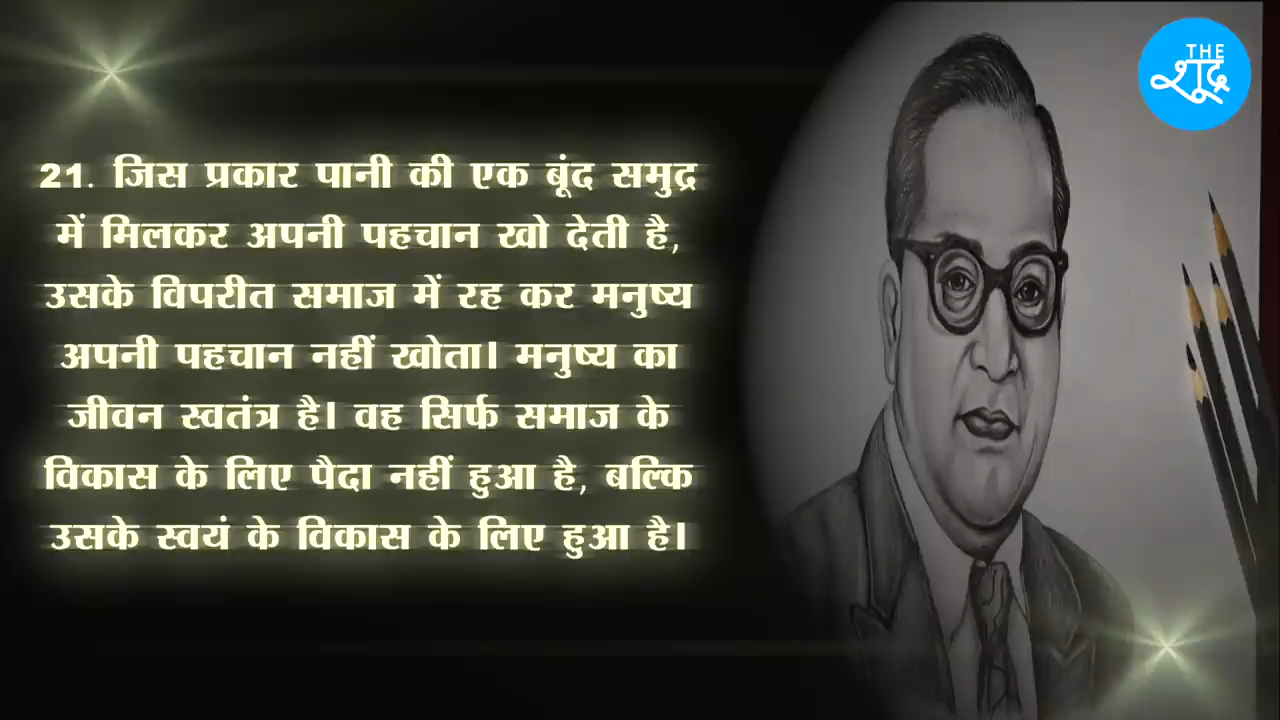 THE
शूद्र
21. जिस प्रकार पानी की एक बूंद समुद्र
में मिलकर अपनी पहचान खो देती है,
उसके विपरीत समाज में रह कर मनुष्य
अपनी पहचान नहीं खोता। मनुष्य का
जीवन स्वतंत्र है। वह सिर्फ समाज के
विकास के लिए पैदा नहीं हुआ है, बल्कि
उसके स्वयं के विकास के लिए हुआ है।